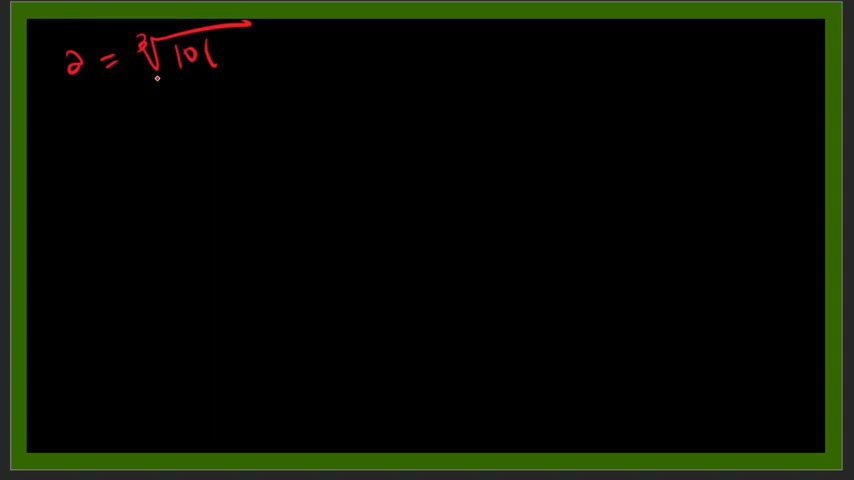 a = ∛101